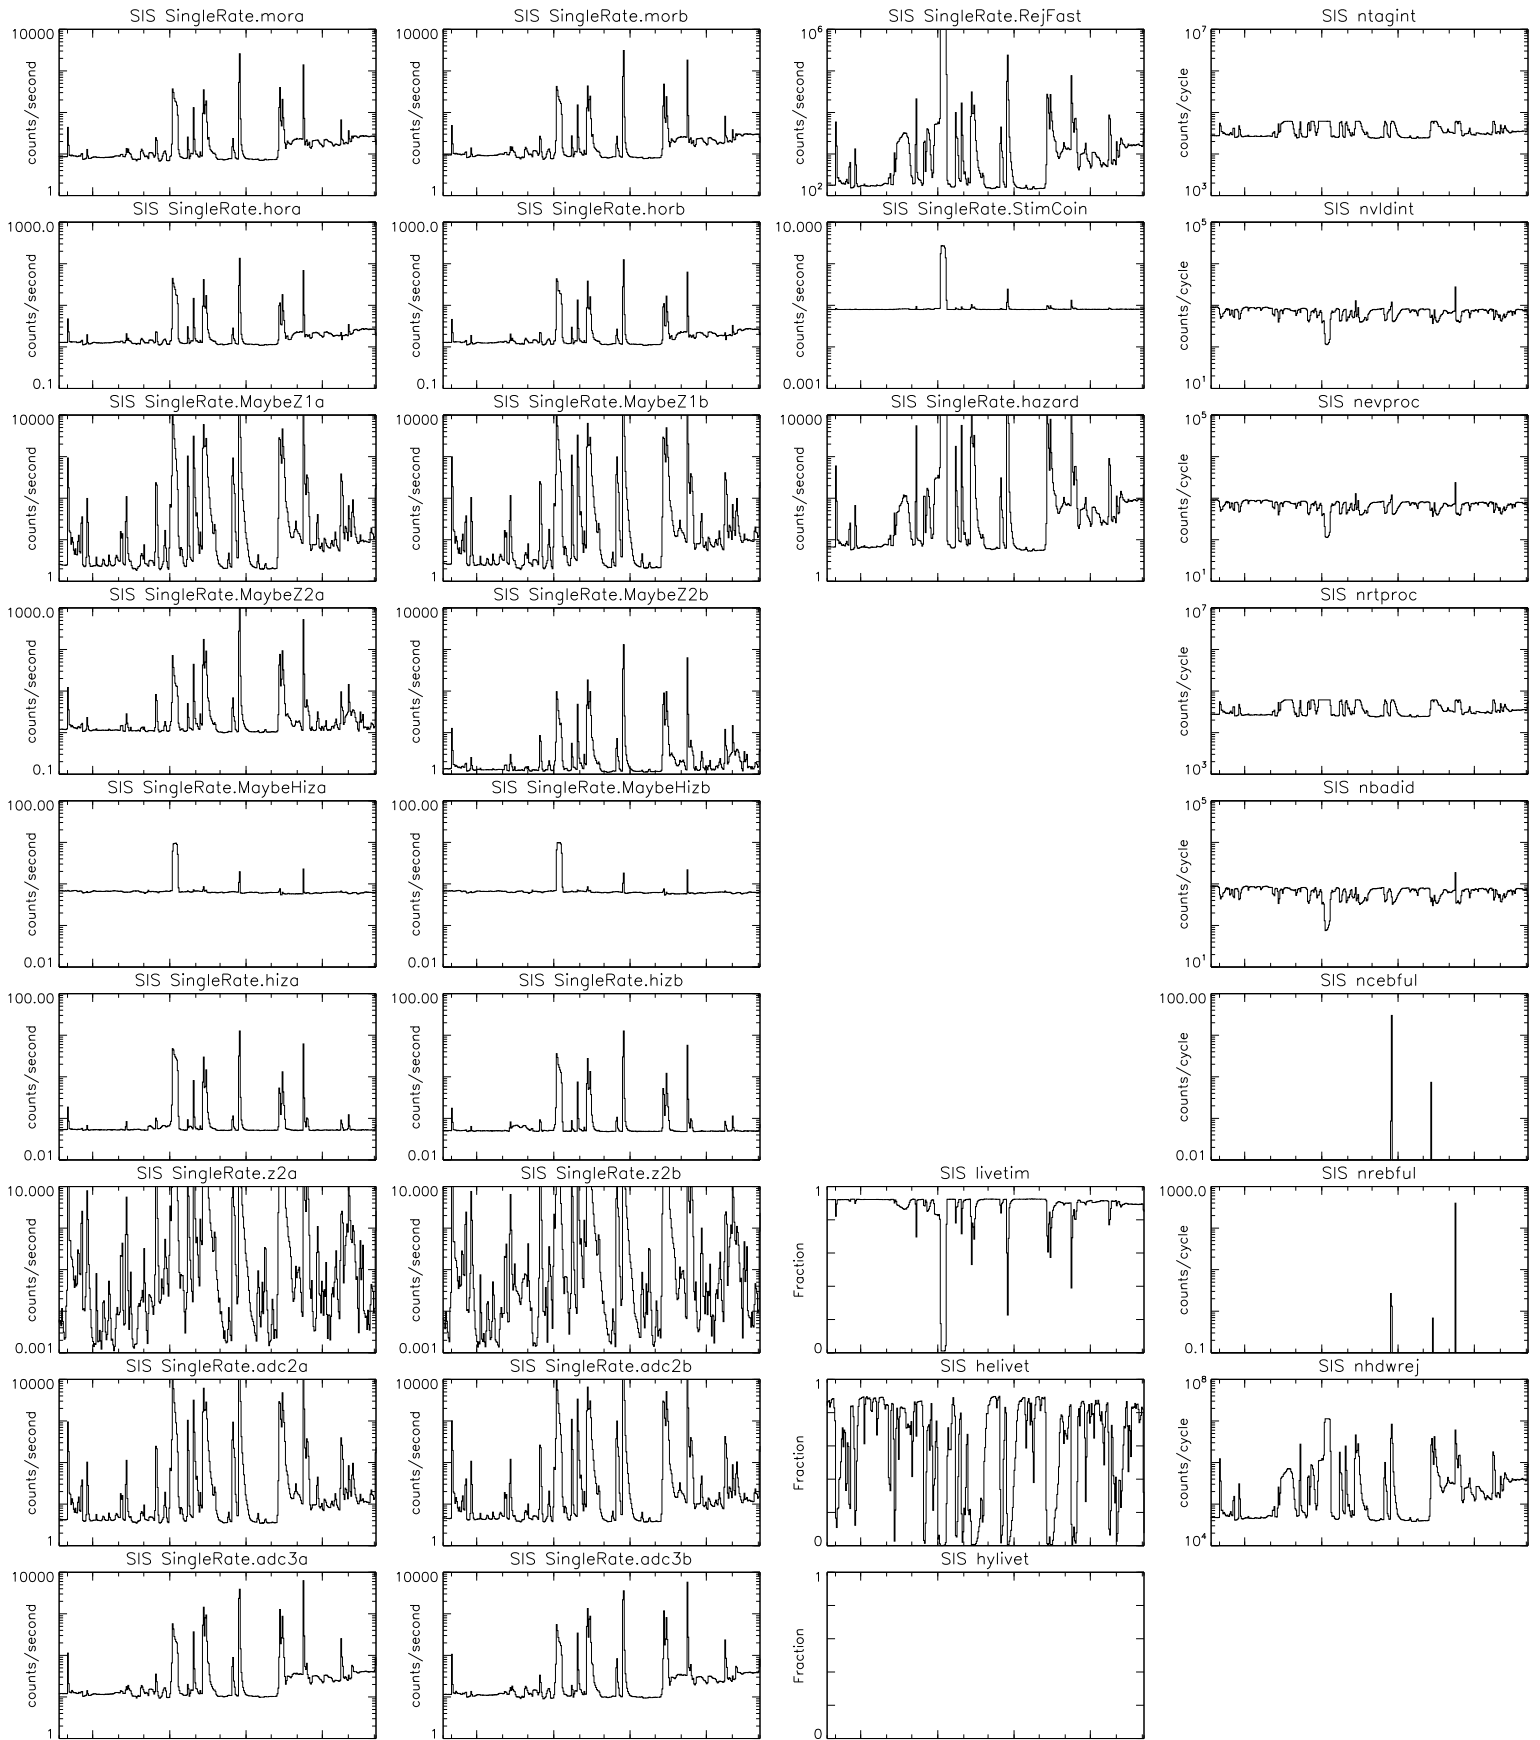 SIS SingleRate.mora
10000
counts/second
1
SIS SingleRate.morb
10000
counts/second
1
SIS SingleRate.RejFast
10^6
counts/second
10^2
SIS ntagint
10^7
counts/cycle
10^3
SIS SingleRate.hora
1000.0
counts/second
0.1
SIS SingleRate.horb
1000.0
counts/second
0.1
SIS SingleRate.StimCoin
10.000
counts/second
0.001
SIS nvldint
10^5
counts/cycle
10^1
SIS SingleRate.MaybeZ1a
10000
counts/second
1
SIS SingleRate.MaybeZ1b
10000
counts/second
1
SIS SingleRate.hazard
10000
counts/second
1
SIS nevproc
10^5
counts/cycle
10^1
SIS SingleRate.MaybeZ2a
1000.0
counts/second
0.1
SIS SingleRate.MaybeZ2b
10000
counts/second
1
SIS nrtproc
10^7
counts/cycle
10^3
SIS SingleRate.MaybeHiza
100.00
counts/second
0.01
SIS SingleRate.MaybeHizb
100.00
counts/second
0.01
SIS nbadid
10^5
counts/cycle
10^1
SIS SingleRate.hiza
100.00
counts/second
0.01
SIS SingleRate.hizb
100.00
counts/second
0.01
SIS ncebful
100.00
counts/cycle
0.01
SIS SingleRate.z2a
10.000
counts/second
0.001
SIS SingleRate.z2b
10.000
counts/second
0.001
SIS livetim
1
Fraction
0
SIS nrebful
1000.0
counts/cycle
0.1
SIS SingleRate.adc2a
10000
counts/second
1
SIS SingleRate.adc2b
10000
counts/second
1
SIS helivet
1
Fraction
0
SIS nhdwrej
10^8
counts/cycle
10^4
SIS SingleRate.adc3a
10000
counts/second
1
SIS SingleRate.adc3b
10000
counts/second
1
SIS hylivet
1
Fraction
0